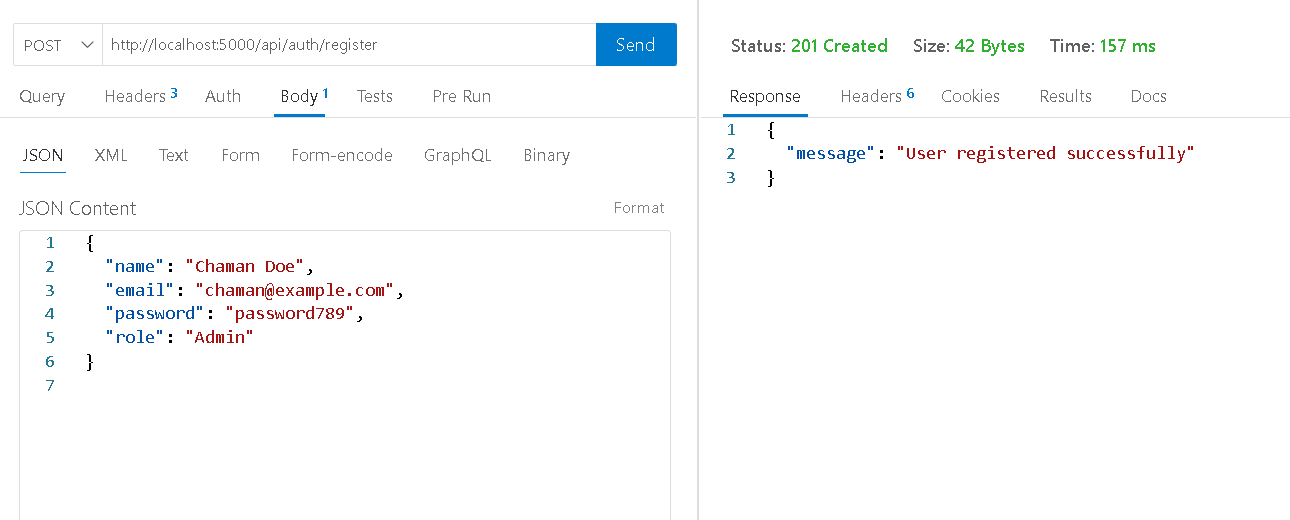 POST http://localhost:5000/api/auth/register Send
Query Headers 3 Auth Body 1 Tests Pre Run
JSON XML Text Form Form-encode GraphQL Binary
JSON Content Format
1 {
2 "name": "Chaman Doe",
3 "email": "chaman@example.com",
4 "password": "password789",
5 "role": "Admin"
6 }
7
Status: 201 Created Size: 42 Bytes Time: 157 ms
Response Headers 6 Cookies Results Docs
1 {
2 "message": "User registered successfully"
3 }